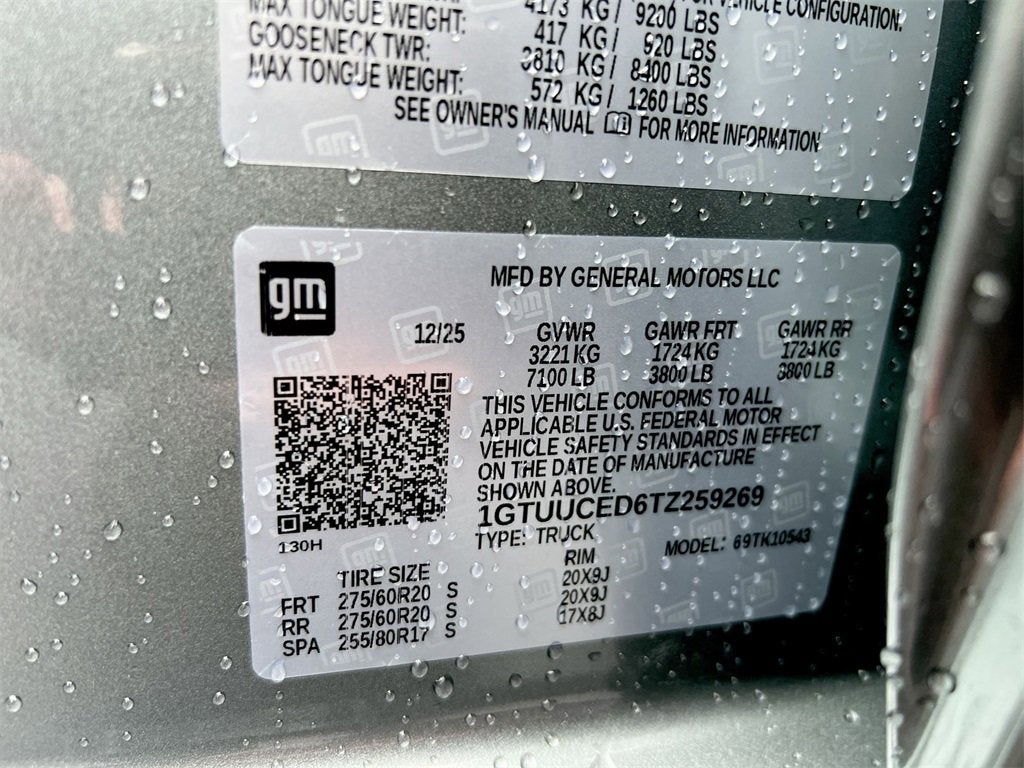 VEHICLE CONFIGURATION.
4173 KG/ 9200 LBS
MAX TONGUE WEIGHT: 417 KG/ 920 LBS
GOOSENECK TWR: 3810 KG/ 8400 LBS
MAX TONGUE WEIGHT: 572 KG/ 1260 LBS
SEE OWNER'S MANUAL FOR MORE INFORMATION
gm
MFD BY GENERAL MOTORS LLC
12/25 GVWR GAWR FRT GAWR RR
3221 KG 1724 KG 1724 KG
7100 LB 3800 LB 3800 LB
THIS VEHICLE CONFORMS TO ALL
APPLICABLE U.S. FEDERAL MOTOR
VEHICLE SAFETY STANDARDS IN EFFECT
ON THE DATE OF MANUFACTURE
SHOWN ABOVE.
1GTUUCED6TZ259269
TYPE: TRUCK MODEL: 69TK10543
130H
TIRE SIZE RIM
FRT 275/60R20 S 20X9J
RR 275/60R20 S 20X9J
SPA 255/80R17 S 17X8J